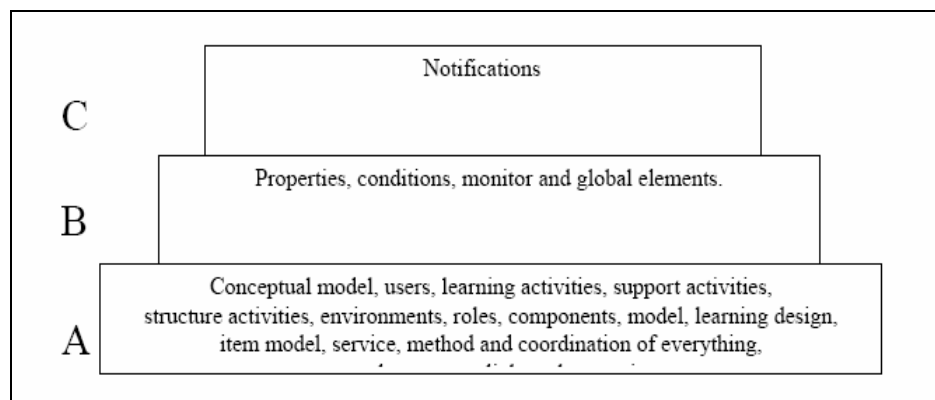 Notifications
C
Properties, conditions, monitor and global elements.
B
Conceptual model, users, learning activities, support activities,
structure activities, environments, roles, components, model, learning design,
item model, service, method and coordination of everything,
A